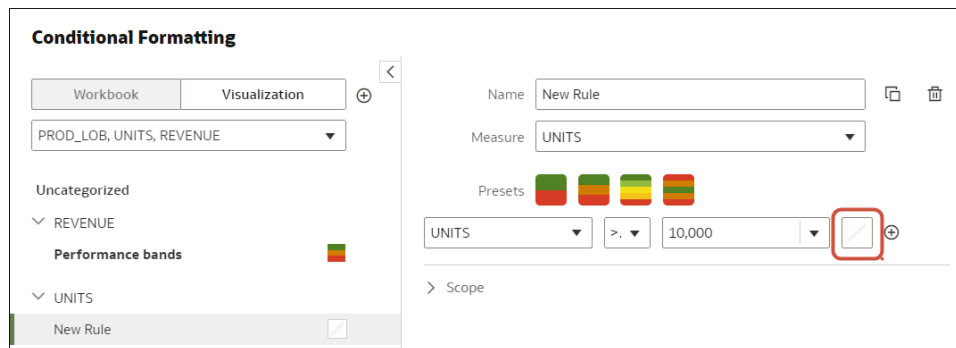 Conditional Formatting
Workbook
Visualization
PROD_LOB, UNITS, REVENUE
Uncategorized
REVENUE
Performance bands
UNITS
New Rule
Name
New Rule
Measure
UNITS
Presets
UNITS
>.
10,000
Scope